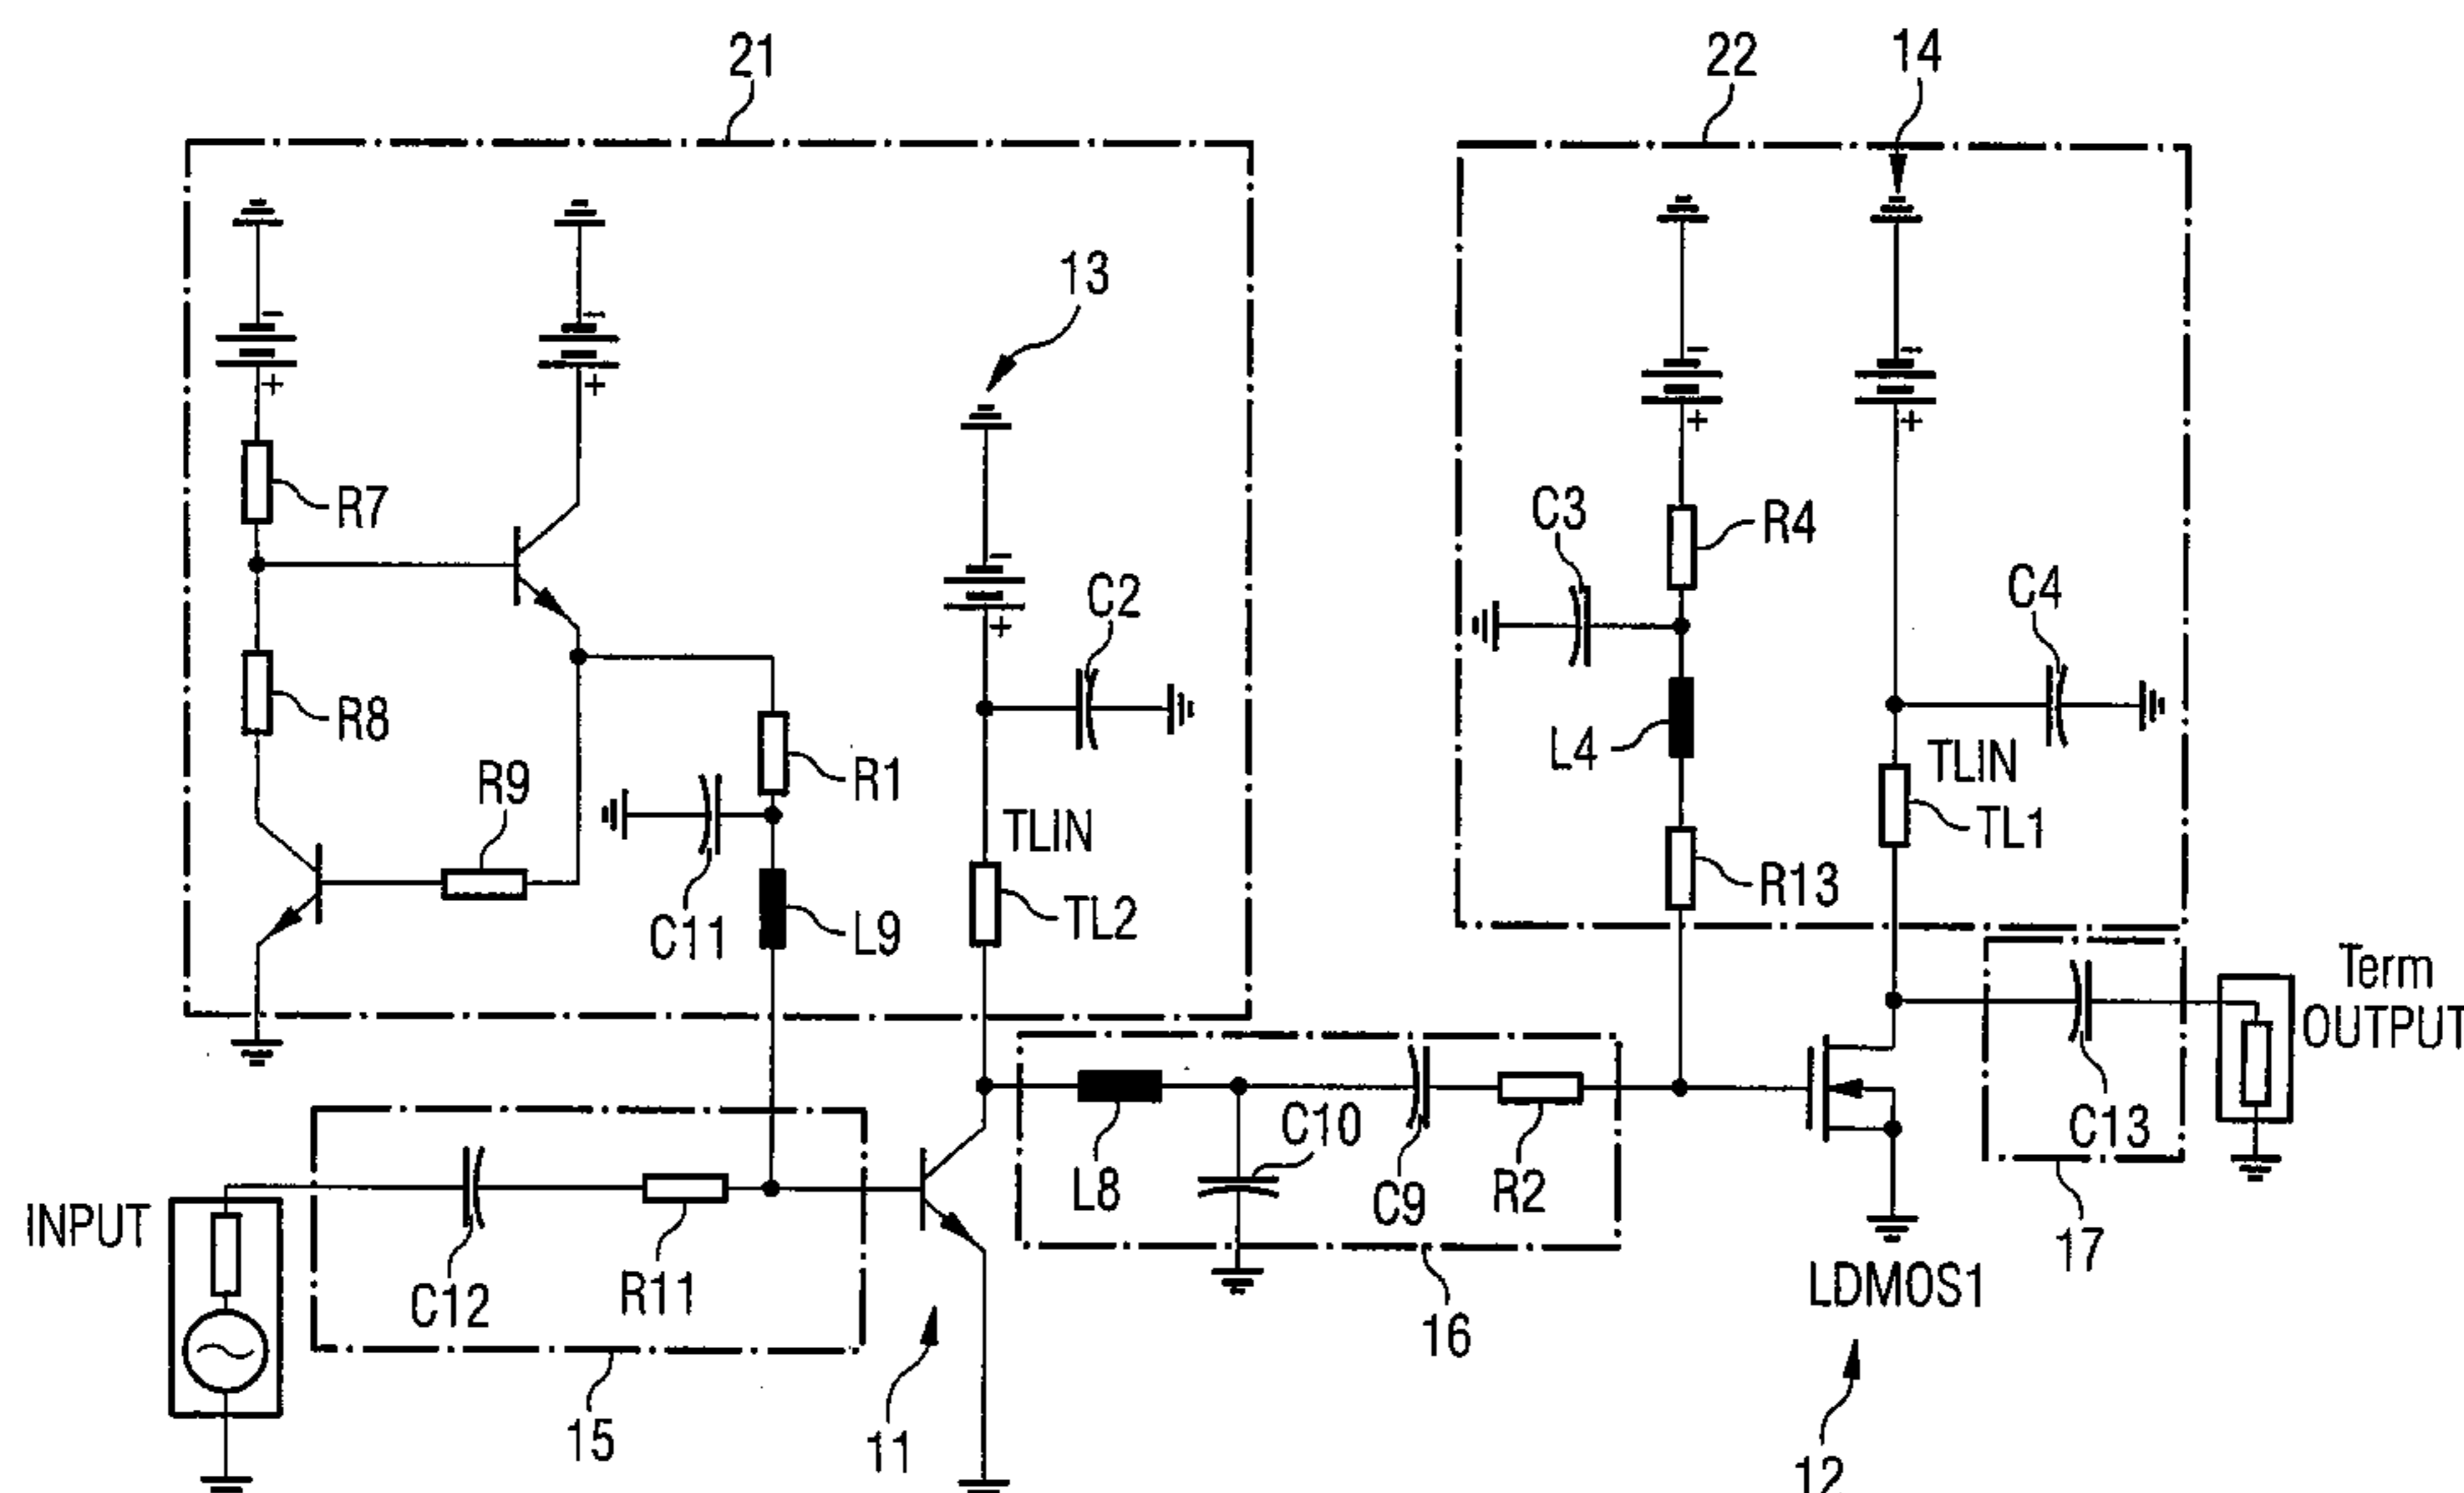 21
22
14
13
R7
C3
R4
C2
C4
R8
L4
TLIN
R9
R1
TLIN
TL1
C11
L9
TL2
R13
Term
OUTPUT
INPUT
C12
R11
L8
C10
C9
R2
C13
17
LDMOS1
15
11
16
12
-
+
-
+
-
+
-
+
-
+